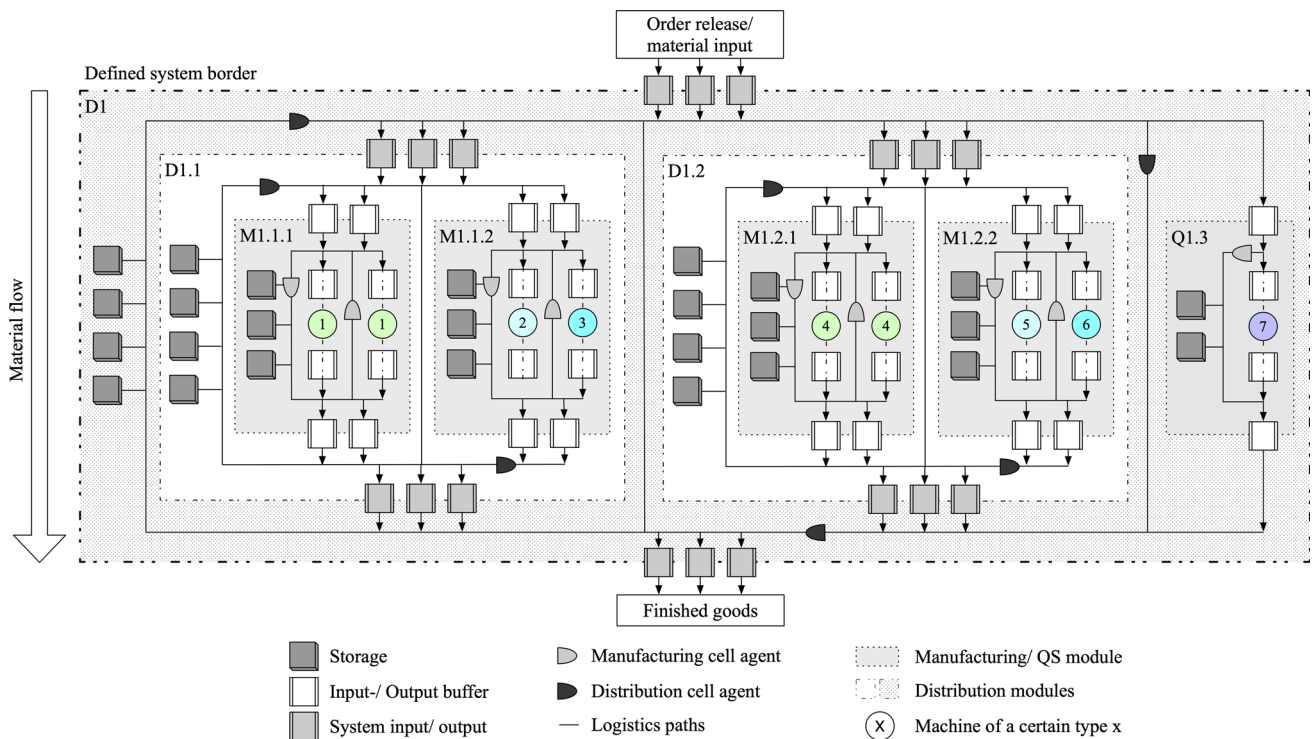 Order release/
material input
Defined system border
D1
D1.1
D1.2
M1.1.1
M1.1.2
M1.2.1
M1.2.2
Q1.3
1
1
2
3
4
4
5
6
7
Material flow
Finished goods
Storage
Manufacturing cell agent
Manufacturing/ QS module
Input-/ Output buffer
Distribution cell agent
Distribution modules
System input/ output
Logistics paths
X
Machine of a certain type x